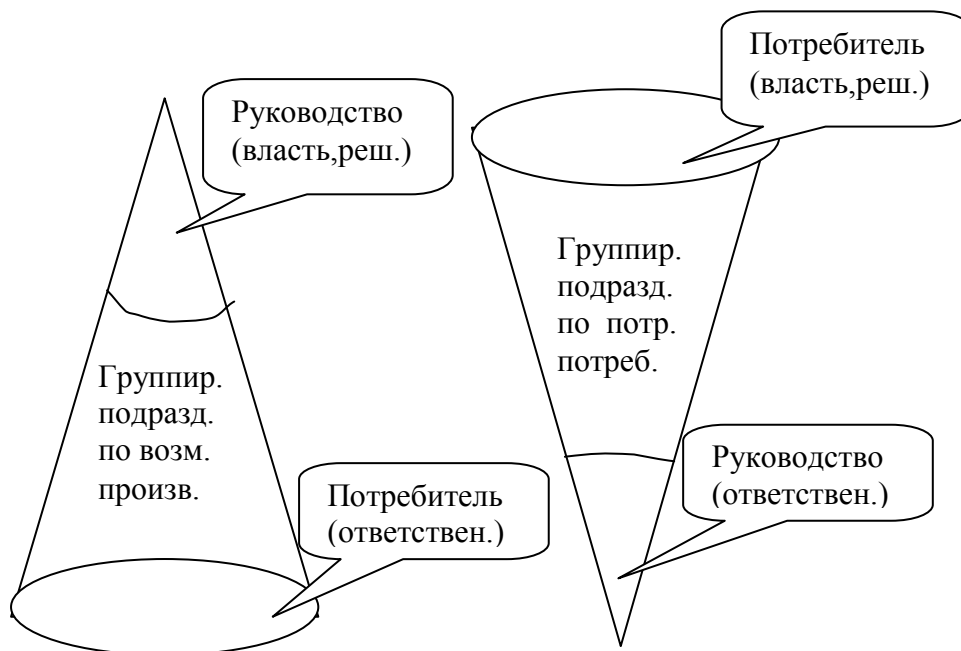 Руководство
(власть,реш.)
Группир.
подразд.
по возм.
произв.
Потребитель
(ответствен.)
Потребитель
(власть,реш.)
Группир.
подразд.
по потр.
потреб.
Руководство
(ответствен.)